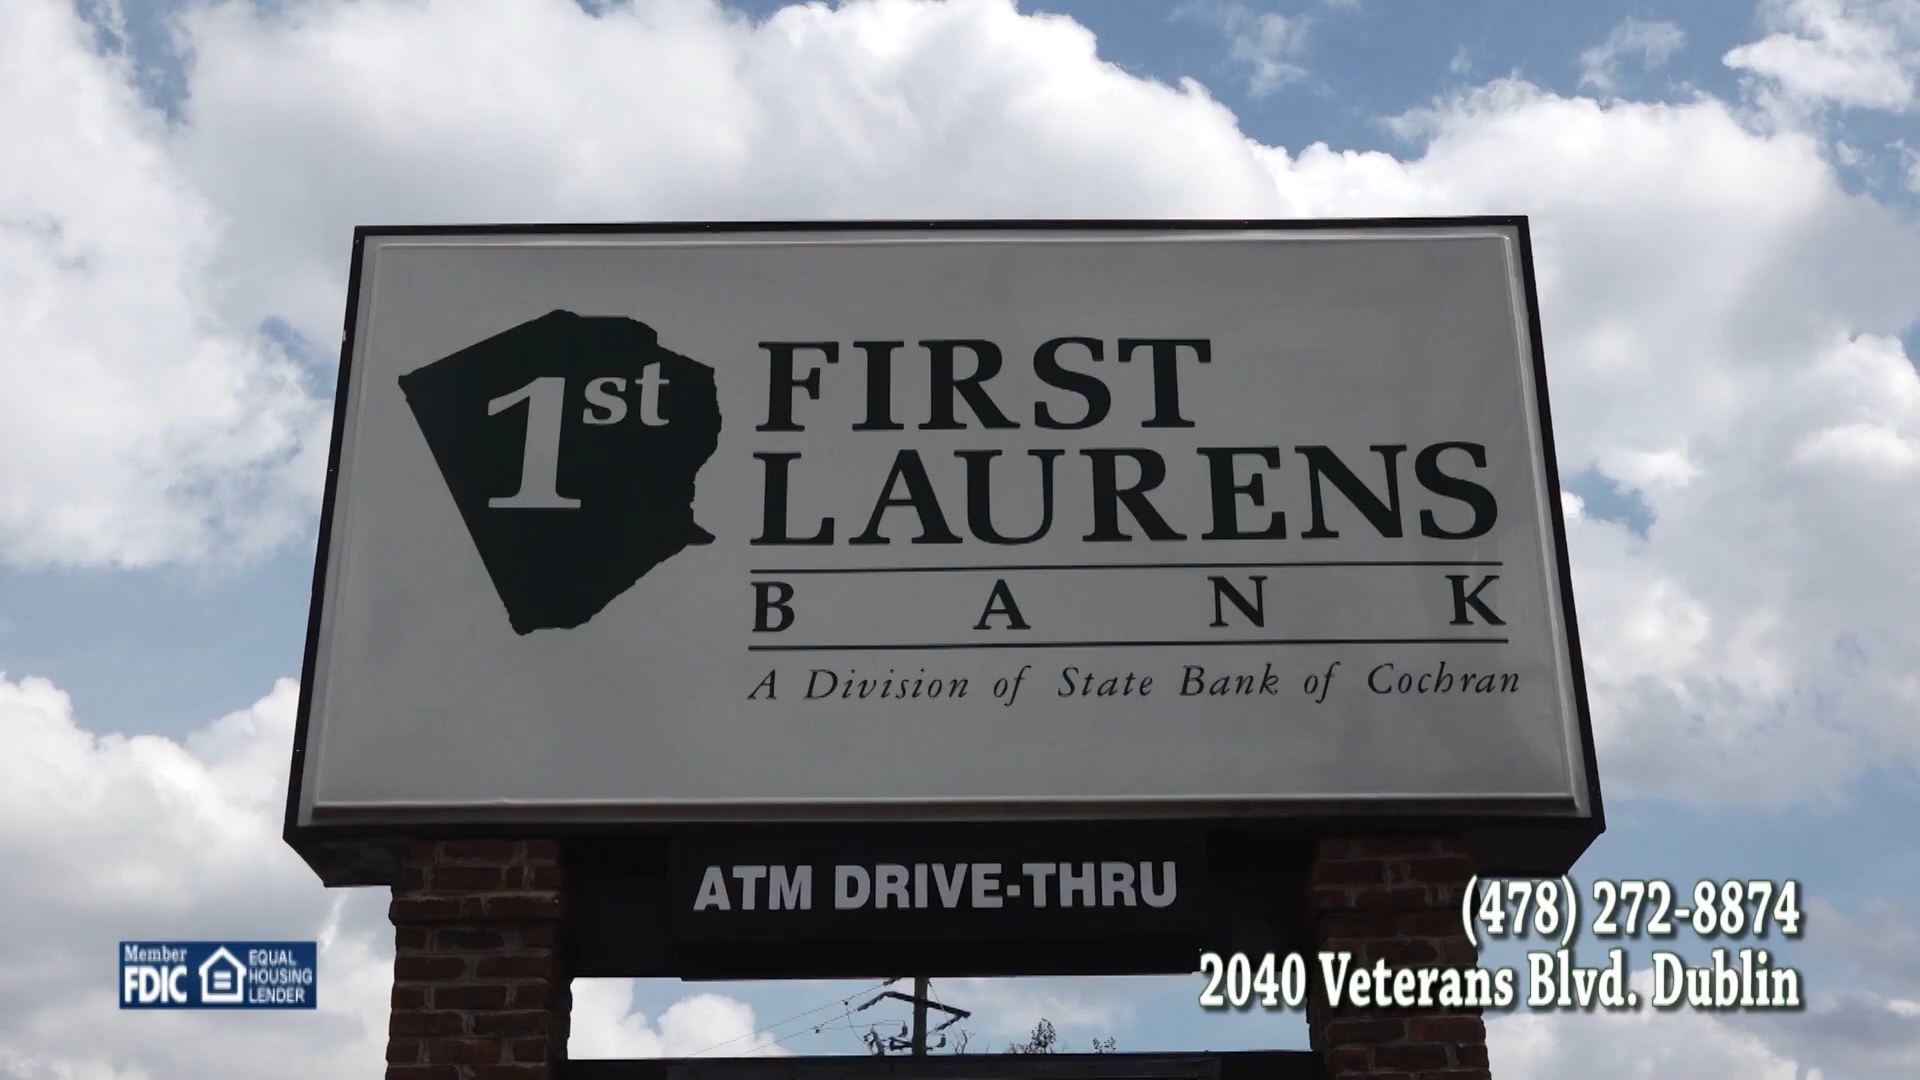 1st
FIRST
LAURENS
BANK
A Division of State Bank of Cochran
ATM DRIVE-THRU
(478) 272-8874
2040 Veterans Blvd. Dublin
Member
FDIC
EQUAL
HOUSING
LENDER